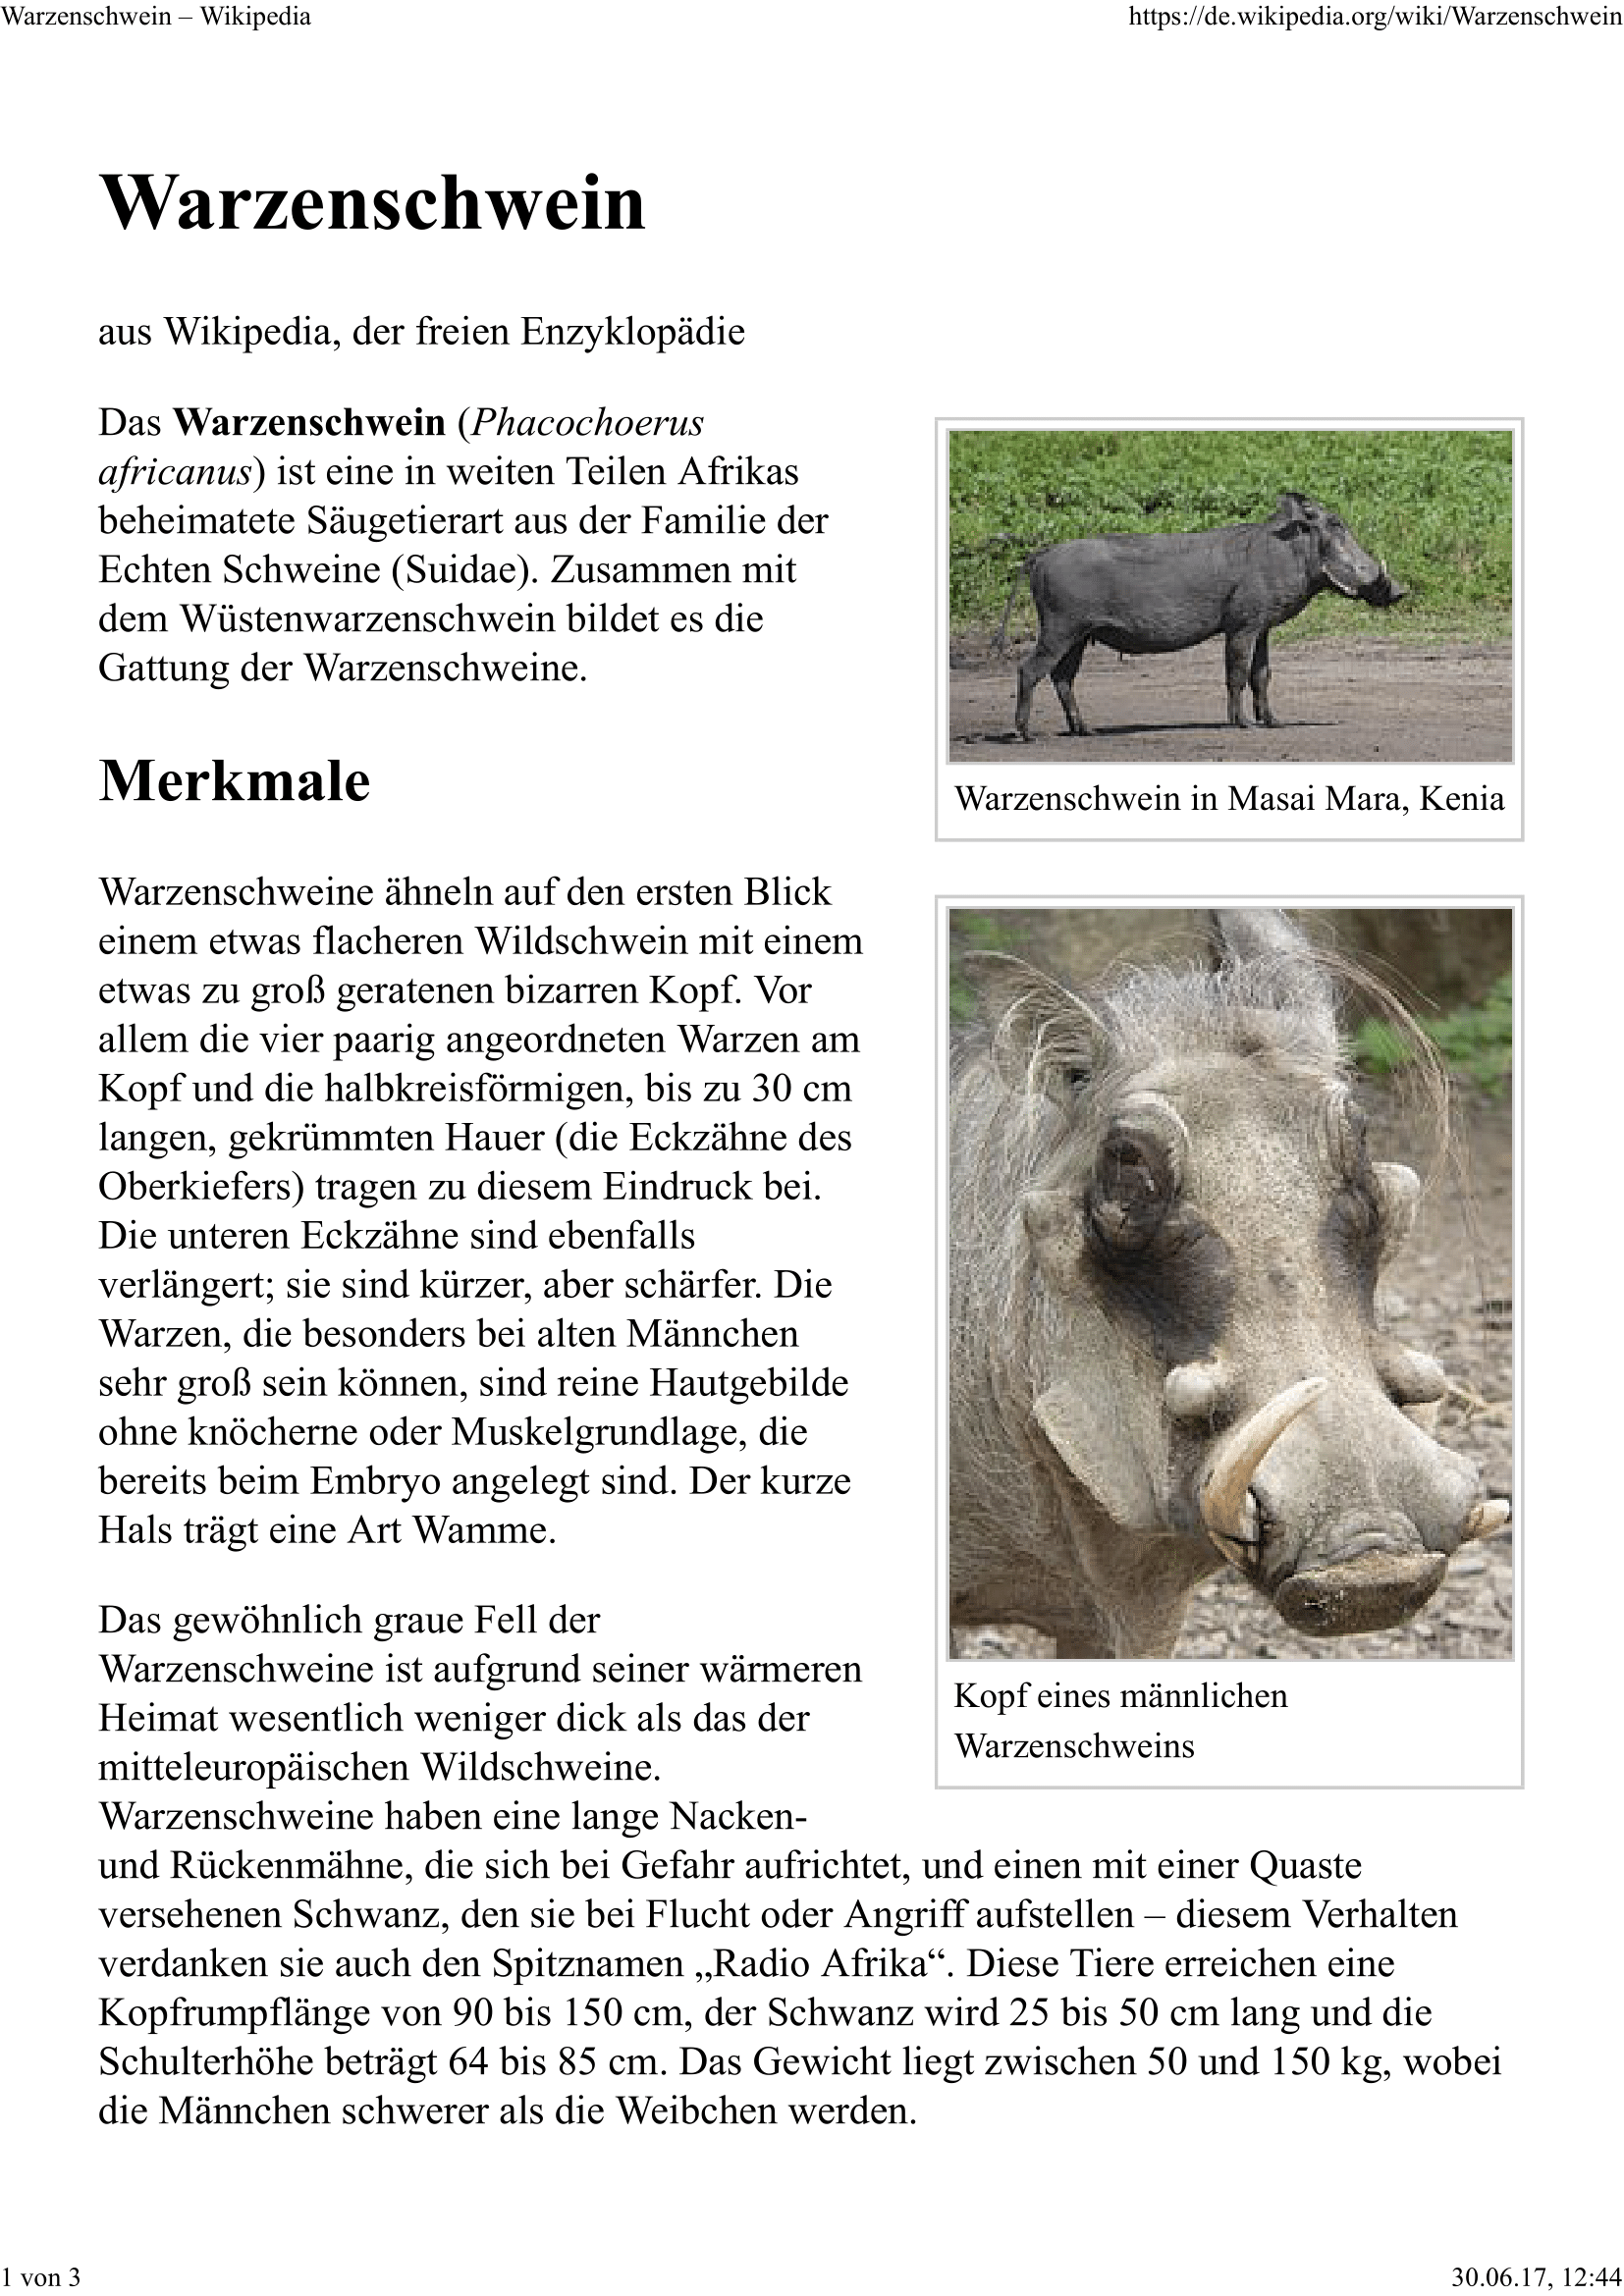 Warzenschwein – Wikipedia
https://de.wikipedia.org/wiki/Warzenschwein
Warzenschwein
aus Wikipedia, der freien Enzyklopädie
Das Warzenschwein (Phacochoerus
africanus) ist eine in weiten Teilen Afrikas
beheimatete Säugetierart aus der Familie der
Echten Schweine (Suidae). Zusammen mit
dem Wüstenwarzenschwein bildet es die
Gattung der Warzenschweine.
Warzenschwein in Masai Mara, Kenia
Merkmale
Warzenschweine ähneln auf den ersten Blick
einem etwas flacheren Wildschwein mit einem
etwas zu groß geratenen bizarren Kopf. Vor
allem die vier paarig angeordneten Warzen am
Kopf und die halbkreisförmigen, bis zu 30 cm
langen, gekrümmten Hauer (die Eckzähne des
Oberkiefers) tragen zu diesem Eindruck bei.
Die unteren Eckzähne sind ebenfalls
verlängert; sie sind kürzer, aber schärfer. Die
Warzen, die besonders bei alten Männchen
sehr groß sein können, sind reine Hautgebilde
ohne knöcherne oder Muskelgrundlage, die
bereits beim Embryo angelegt sind. Der kurze
Hals trägt eine Art Wamme.
Kopf eines männlichen
Warzenschweins
Das gewöhnlich graue Fell der
Warzenschweine ist aufgrund seiner wärmeren
Heimat wesentlich weniger dick als das der
mitteleuropäischen Wildschweine.
Warzenschweine haben eine lange Nacken-
und Rückenmähne, die sich bei Gefahr aufrichtet, und einen mit einer Quaste
versehenen Schwanz, den sie bei Flucht oder Angriff aufstellen – diesem Verhalten
verdanken sie auch den Spitznamen „Radio Afrika“. Diese Tiere erreichen eine
Kopfrumpflänge von 90 bis 150 cm, der Schwanz wird 25 bis 50 cm lang und die
Schulterhöhe beträgt 64 bis 85 cm. Das Gewicht liegt zwischen 50 und 150 kg, wobei
die Männchen schwerer als die Weibchen werden.
1 von 3
30.06.17, 12:44